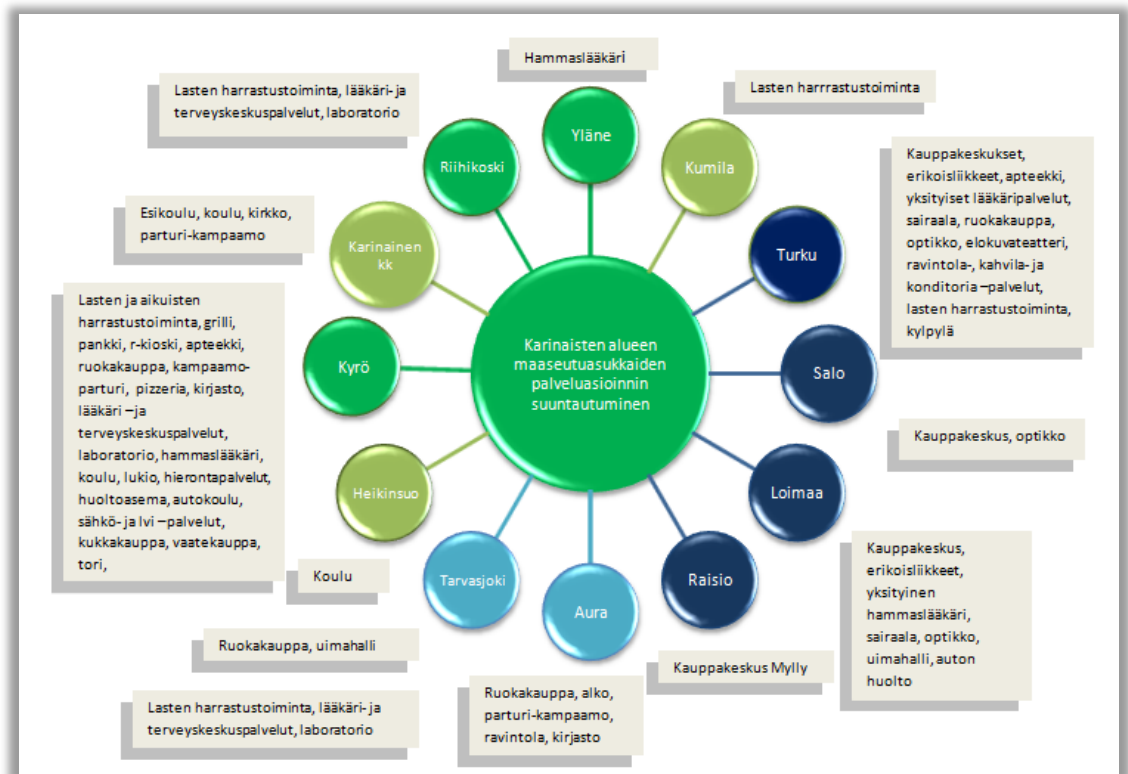 Hammaslääkäri
Lasten harrastustoiminta, lääkäri- ja
terveyskeskuspalvelut, laboratorio
Lasten harrrastustoiminta
Yläne
Kumila
Riihikoski
Kauppakeskukset,
erikoisliikkeet, apteekki,
yksityiset lääkäripalvelut,
sairaala, ruokakauppa,
optikko, elokuvateatteri,
ravintola-, kahvila- ja
konditoria –palvelut,
lasten harrastustoiminta,
kylpylä
Esikoulu, koulu, kirkko,
parturi-kampaamo
Karinainen
kk
Turku
Lasten ja aikuisten
harrastustoiminta, grilli,
pankki, r-kioski, apteekki,
ruokakauppa, kampaamo-
parturi, pizzeria, kirjasto,
lääkäri –ja
terveyskeskuspalvelut,
laboratorio, hammaslääkäri,
koulu, lukio, hierontapalvelut,
huoltoasema, autokoulu,
sähkö- ja lvi –palvelut,
kukkakauppa, vaatekauppa,
tori,
Kyrö
Karinaisten alueen
maaseutuasukkaiden
palveluasioinnin
suuntautuminen
Salo
Kauppakeskus, optikko
Heikinsuo
Loimaa
Koulu
Tarvasjoki
Aura
Raisio
Kauppakeskus,
erikoisliikkeet,
yksityinen
hammaslääkäri,
sairaala, optikko,
uimahalli, auton
huolto
Ruokakauppa, uimahalli
Kauppakeskus Mylly
Lasten harrastustoiminta, lääkäri- ja
terveyskeskuspalvelut, laboratorio
Ruokakauppa, alko,
parturi-kampaamo,
ravintola, kirjasto